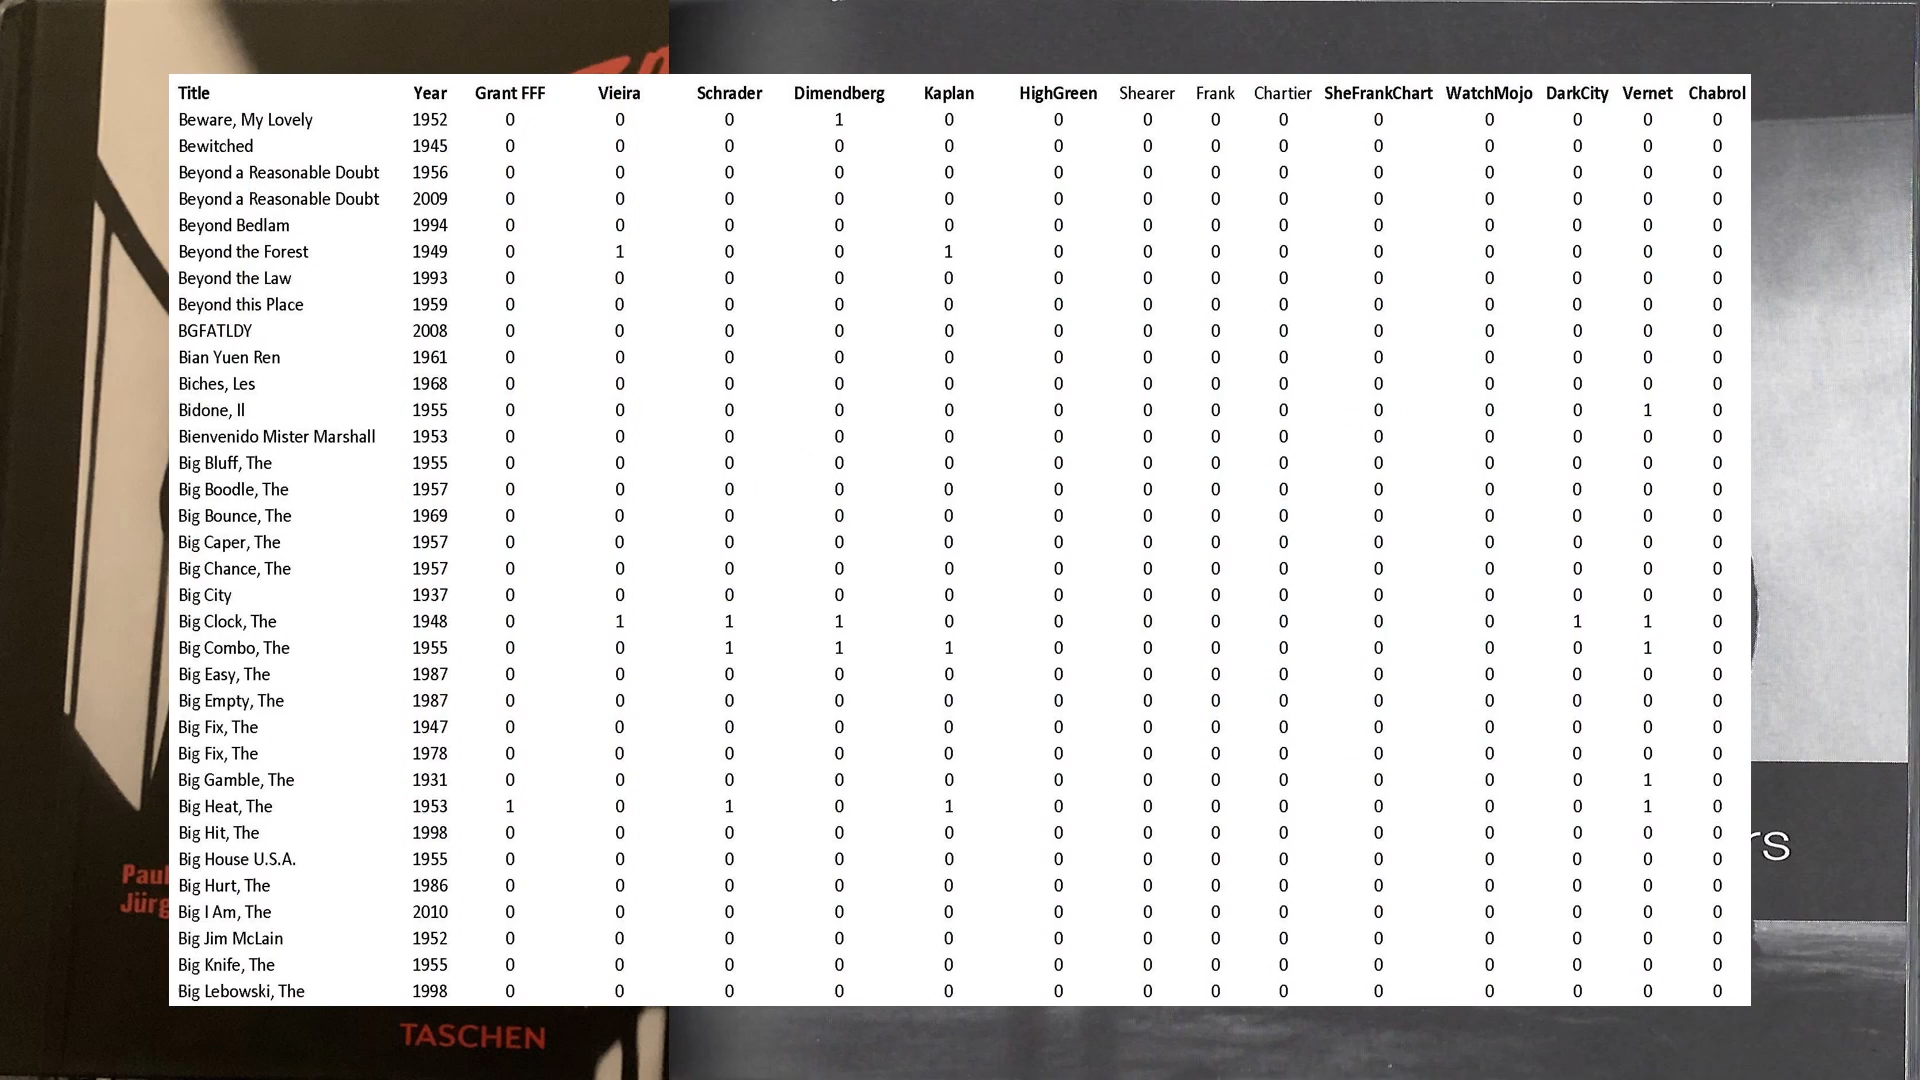 Title Year Grant FFF Vieira Schrader Dimendberg Kaplan HighGreen Shearer Frank Chartier SheFrankChart WatchMojo DarkCity Vernet Chabrol
Beware, My Lovely 1952 0 0 0 1 0 0 0 0 0 0 0 0 0 0
Bewitched 1945 0 0 0 0 0 0 0 0 0 0 0 0 0 0
Beyond a Reasonable Doubt 1956 0 0 0 0 0 0 0 0 0 0 0 0 0 0
Beyond a Reasonable Doubt 2009 0 0 0 0 0 0 0 0 0 0 0 0 0 0
Beyond Bedlam 1994 0 0 0 0 0 0 0 0 0 0 0 0 0 0
Beyond the Forest 1949 0 1 0 0 1 0 0 0 0 0 0 0 0 0
Beyond the Law 1993 0 0 0 0 0 0 0 0 0 0 0 0 0 0
Beyond this Place 1959 0 0 0 0 0 0 0 0 0 0 0 0 0 0
BGFATLDY 2008 0 0 0 0 0 0 0 0 0 0 0 0 0 0
Bian Yuen Ren 1961 0 0 0 0 0 0 0 0 0 0 0 0 0 0
Biches, Les 1968 0 0 0 0 0 0 0 0 0 0 0 0 0 0
Bidone, Il 1955 0 0 0 0 0 0 0 0 0 0 0 0 1 0
Bienvenido Mister Marshall 1953 0 0 0 0 0 0 0 0 0 0 0 0 0 0
Big Bluff, The 1955 0 0 0 0 0 0 0 0 0 0 0 0 0 0
Big Boodle, The 1957 0 0 0 0 0 0 0 0 0 0 0 0 0 0
Big Bounce, The 1969 0 0 0 0 0 0 0 0 0 0 0 0 0 0
Big Caper, The 1957 0 0 0 0 0 0 0 0 0 0 0 0 0 0
Big Chance, The 1957 0 0 0 0 0 0 0 0 0 0 0 0 0 0
Big City 1937 0 0 0 0 0 0 0 0 0 0 0 0 0 0
Big Clock, The 1948 0 1 1 1 0 0 0 0 0 0 0 1 1 0
Big Combo, The 1955 0 0 1 1 1 0 0 0 0 0 0 0 1 0
Big Easy, The 1987 0 0 0 0 0 0 0 0 0 0 0 0 0 0
Big Empty, The 1987 0 0 0 0 0 0 0 0 0 0 0 0 0 0
Big Fix, The 1947 0 0 0 0 0 0 0 0 0 0 0 0 0 0
Big Fix, The 1978 0 0 0 0 0 0 0 0 0 0 0 0 0 0
Big Gamble, The 1931 0 0 0 0 0 0 0 0 0 0 0 0 1 0
Big Heat, The 1953 1 0 1 0 1 0 0 0 0 0 0 0 1 0
Big Hit, The 1998 0 0 0 0 0 0 0 0 0 0 0 0 0 0
Big House U.S.A. 1955 0 0 0 0 0 0 0 0 0 0 0 0 0 0
Big Hurt, The 1986 0 0 0 0 0 0 0 0 0 0 0 0 0 0
Big I Am, The 2010 0 0 0 0 0 0 0 0 0 0 0 0 0 0
Big Jim McLain 1952 0 0 0 0 0 0 0 0 0 0 0 0 0 0
Big Knife, The 1955 0 0 0 0 0 0 0 0 0 0 0 0 0 0
Big Lebowski, The 1998 0 0 0 0 0 0 0 0 0 0 0 0 0 0
Paul
Jürg
rs
TASCHEN